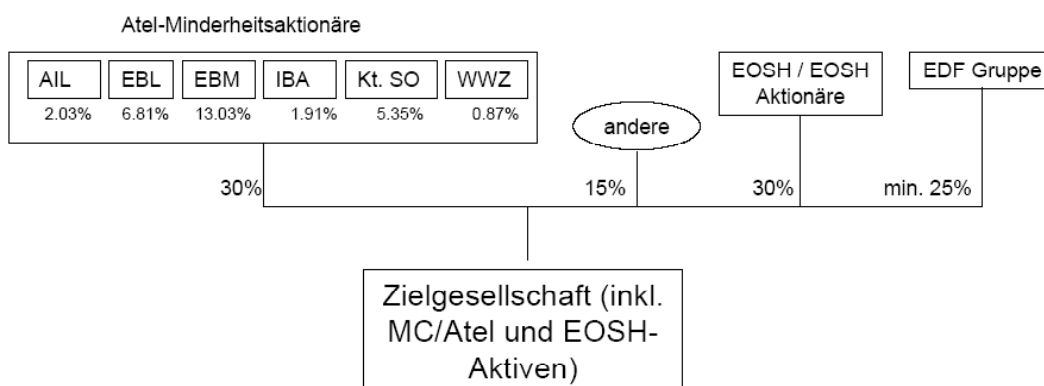 Atel-Minderheitsaktionäre
AIL EBL EBM IBA Kt. SO WWZ
2.03% 6.81% 13.03% 1.91% 5.35% 0.87%
andere
EOSH / EOSH
Aktionäre
EDF Gruppe
30% 15% 30% min. 25%
Zielgesellschaft (inkl.
MC/Atel und EOSH-
Aktiven)